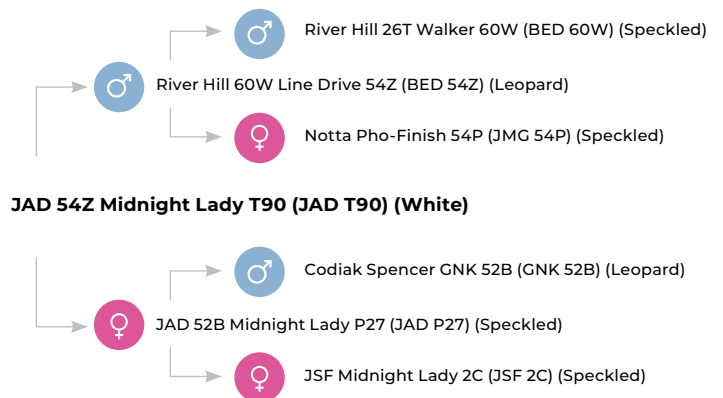 River Hill 26T Walker 60W (BED 60W) (Speckled)
River Hill 60W Line Drive 54Z (BED 54Z) (Leopard)
Notta Pho-Finish 54P (JMG 54P) (Speckled)
JAD 54Z Midnight Lady T90 (JAD T90) (White)
Codiak Spencer GNK 52B (GNK 52B) (Leopard)
JAD 52B Midnight Lady P27 (JAD P27) (Speckled)
JSF Midnight Lady 2C (JSF 2C) (Speckled)